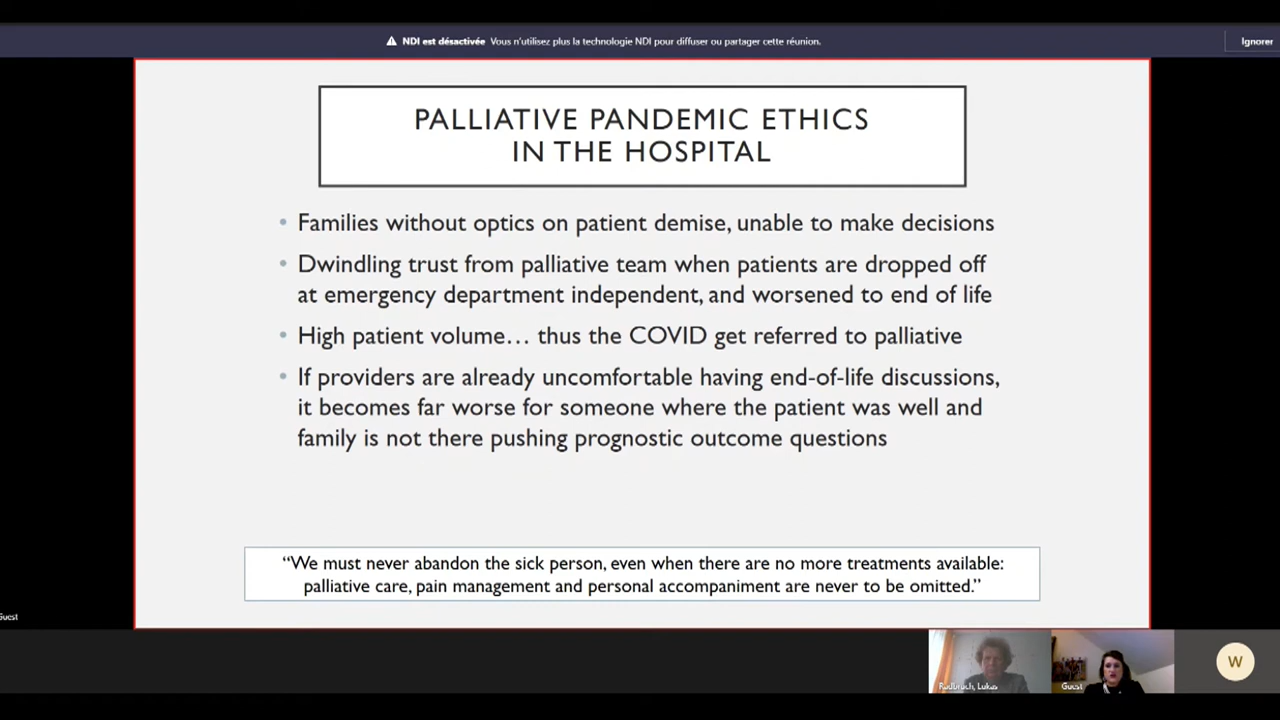 NDI est désactivée Vous n'utilisez plus la technologie NDI pour diffuser ou partager cette réunion.
Ignorer
PALLIATIVE PANDEMIC ETHICS
IN THE HOSPITAL
• Families without optics on patient demise, unable to make decisions
• Dwindling trust from palliative team when patients are dropped off
at emergency department independent, and worsened to end of life
• High patient volume… thus the COVID get referred to palliative
• If providers are already uncomfortable having end-of-life discussions,
it becomes far worse for someone where the patient was well and
family is not there pushing prognostic outcome questions
“We must never abandon the sick person, even when there are no more treatments available:
palliative care, pain management and personal accompaniment are never to be omitted.”
Guest
Radbruch, Lukas
Guest
W